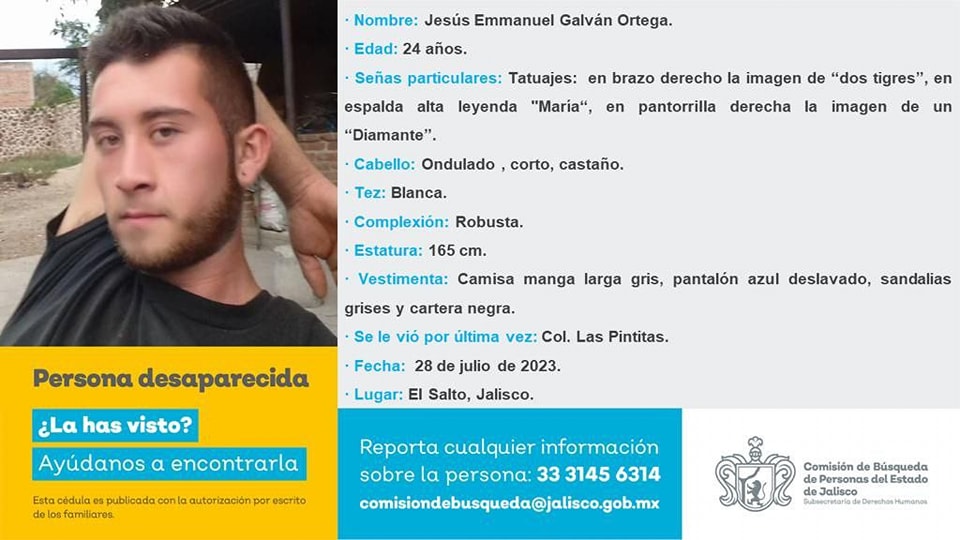 · Nombre: Jesús Emmanuel Galván Ortega.
· Edad: 24 años.
· Señas particulares: Tatuajes: en brazo derecho la imagen de “dos tigres”, en
espalda alta leyenda "María“, en pantorrilla derecha la imagen de un
“Diamante”.
· Cabello: Ondulado , corto, castaño.
· Tez: Blanca.
· Complexión: Robusta.
· Estatura: 165 cm.
· Vestimenta: Camisa manga larga gris, pantalón azul deslavado, sandalias
grises y cartera negra.
· Se le vió por última vez: Col. Las Pintitas.
· Fecha: 28 de julio de 2023.
· Lugar: El Salto, Jalisco.
Persona desaparecida
¿La has visto?
Ayúdanos a encontrarla
Esta cédula es publicada con la autorización por escrito
de los familiares.
Reporta cualquier información
sobre la persona: 33 3145 6314
comisiondebusqueda@jalisco.gob.mx
Comisión de Búsqueda
de Personas del Estado
de Jalisco
Subsecretaría de Derechos Humanos